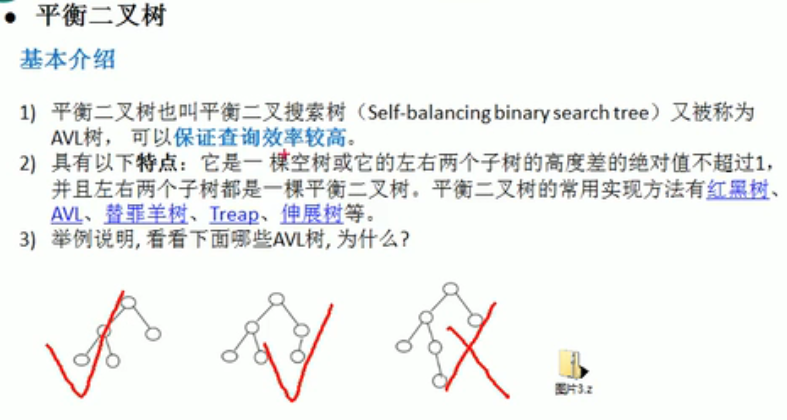 • 平衡二叉树
基本介绍
1) 平衡二叉树也叫平衡二叉搜索树（Self-balancing binary search tree）又被称为
AVL树， 可以保证查询效率较高。
2) 具有以下特点：它是一 棵空树或它的左右两个子树的高度差的绝对值不超过1，
并且左右两个子树都是一棵平衡二叉树。平衡二叉树的常用实现方法有红黑树、
AVL、替罪羊树、Treap、伸展树等。
3) 举例说明, 看看下面哪些AVL树, 为什么?
图片3.z